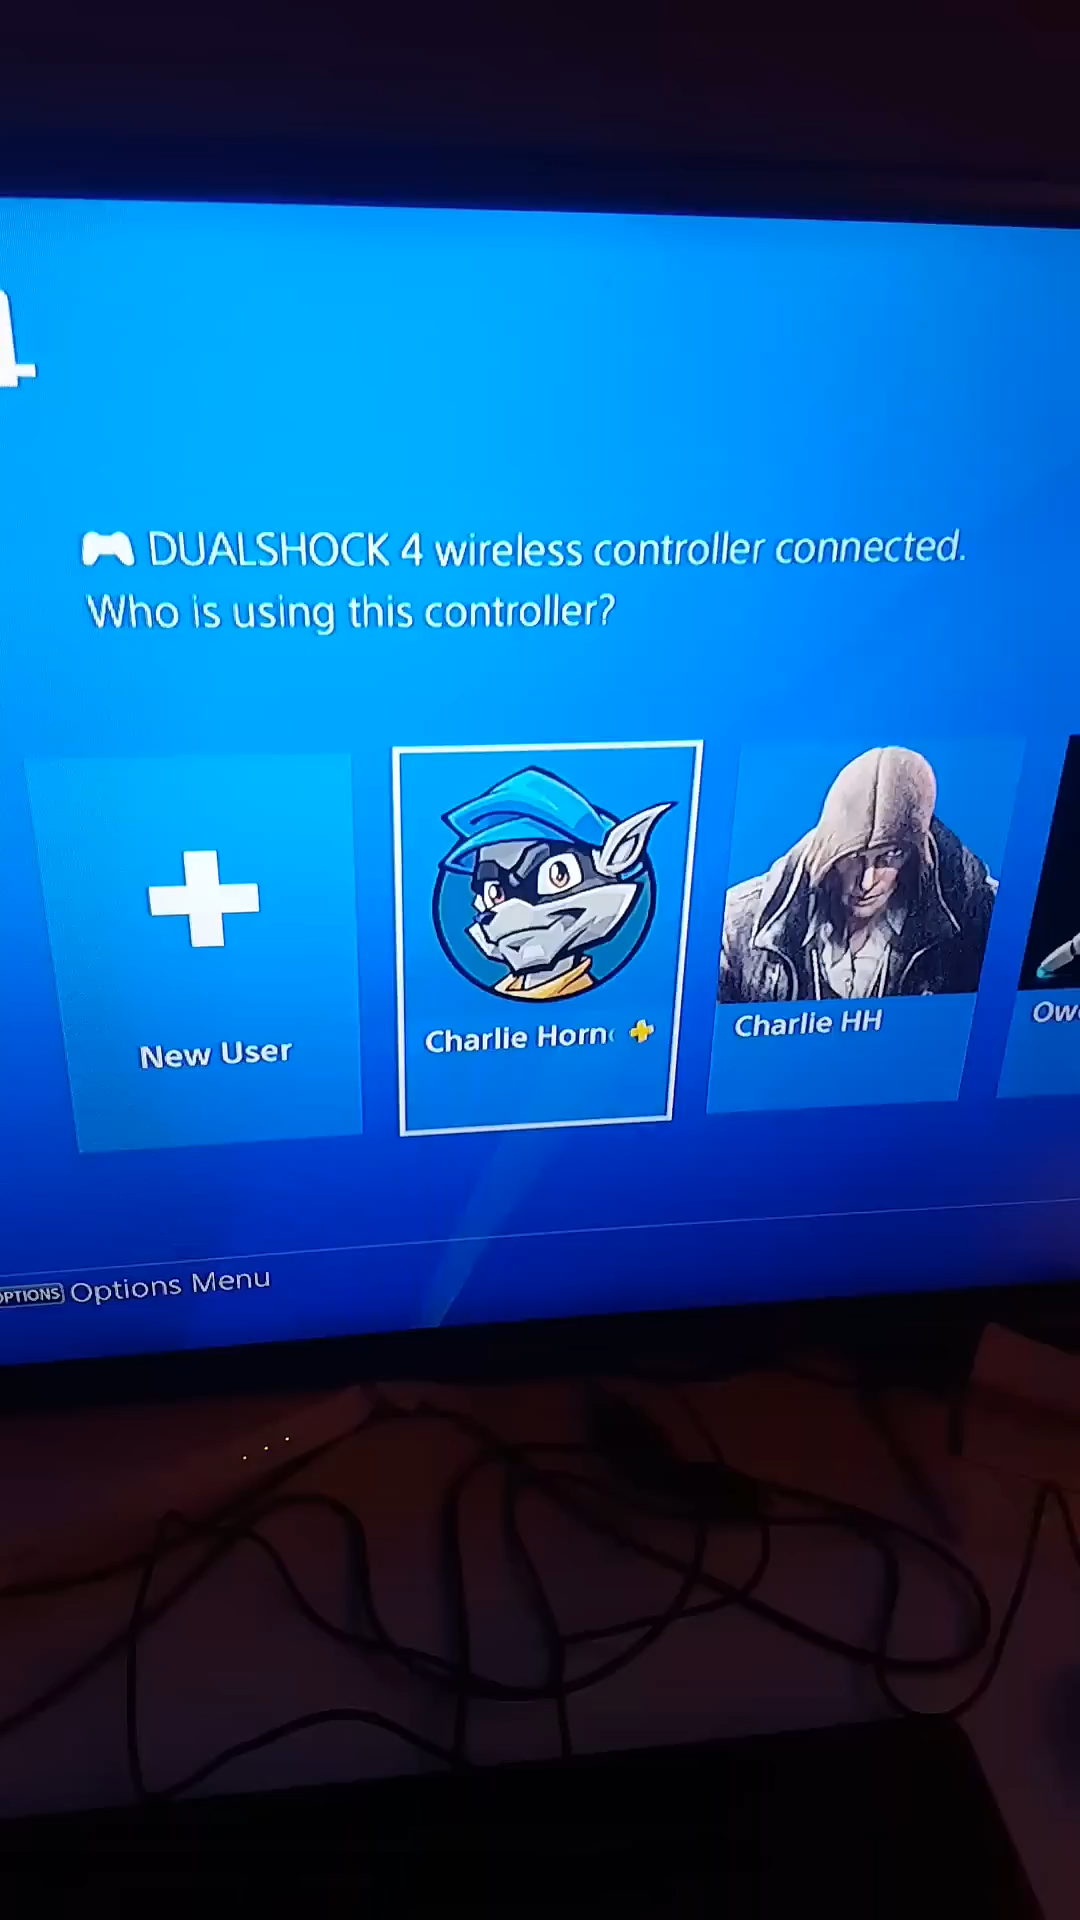 4
DUALSHOCK 4 wireless controller connected.
Who is using this controller?
New User
Charlie Horn
Charlie HH
OPTIONS Options Menu